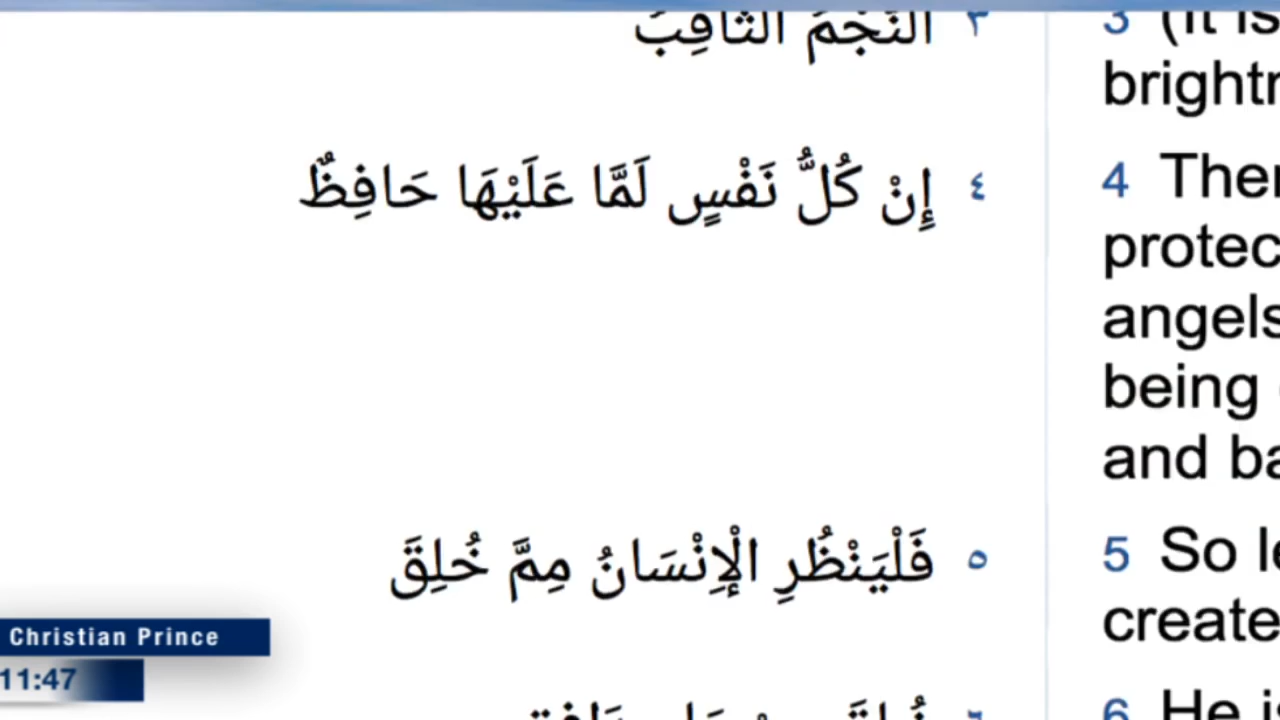 النَّجْمُ الثَّاقِبُ ٣
إِنْ كُلُّ نَفْسٍ لَمَّا عَلَيْهَا حَافِظٌ ٤
فَلْيَنْظُرِ الْإِنْسَانُ مِمَّ خُلِقَ ٥
3 (It is
bright
4 Ther
protec
angels
being
and ba
5 So le
create
6 He is
Christian Prince
11:47